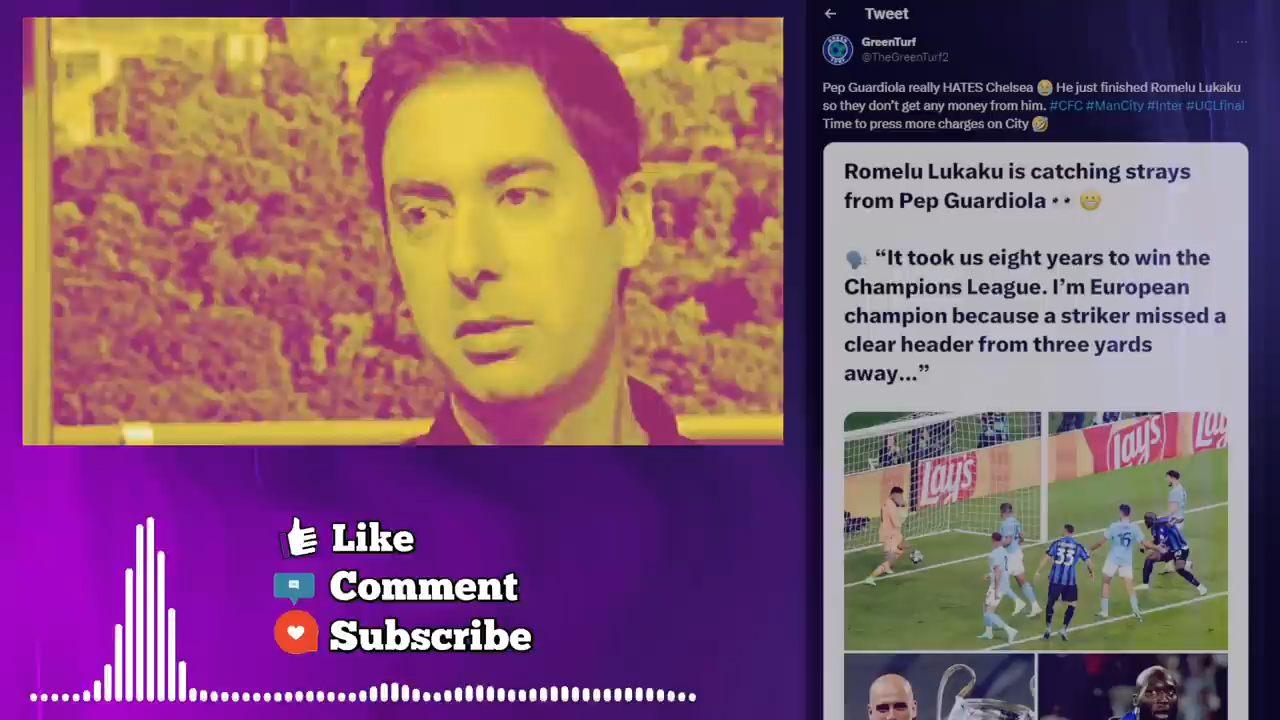 Tweet
GreenTurf
@TheGreenTurf2
Pep Guardiola really HATES Chelsea 😭 He just finished Romelu Lukaku
so they don't get any money from him. #CFC #ManCity #Inter #UCLfinal
Time to press more charges on City 🤣
Romelu Lukaku is catching strays
from Pep Guardiola 👀 😬
🗣️ “It took us eight years to win the
Champions League. I’m European
champion because a striker missed a
clear header from three yards
away...”
Lay's
Lay's
Lay
33
16
Like
Comment
Subscribe